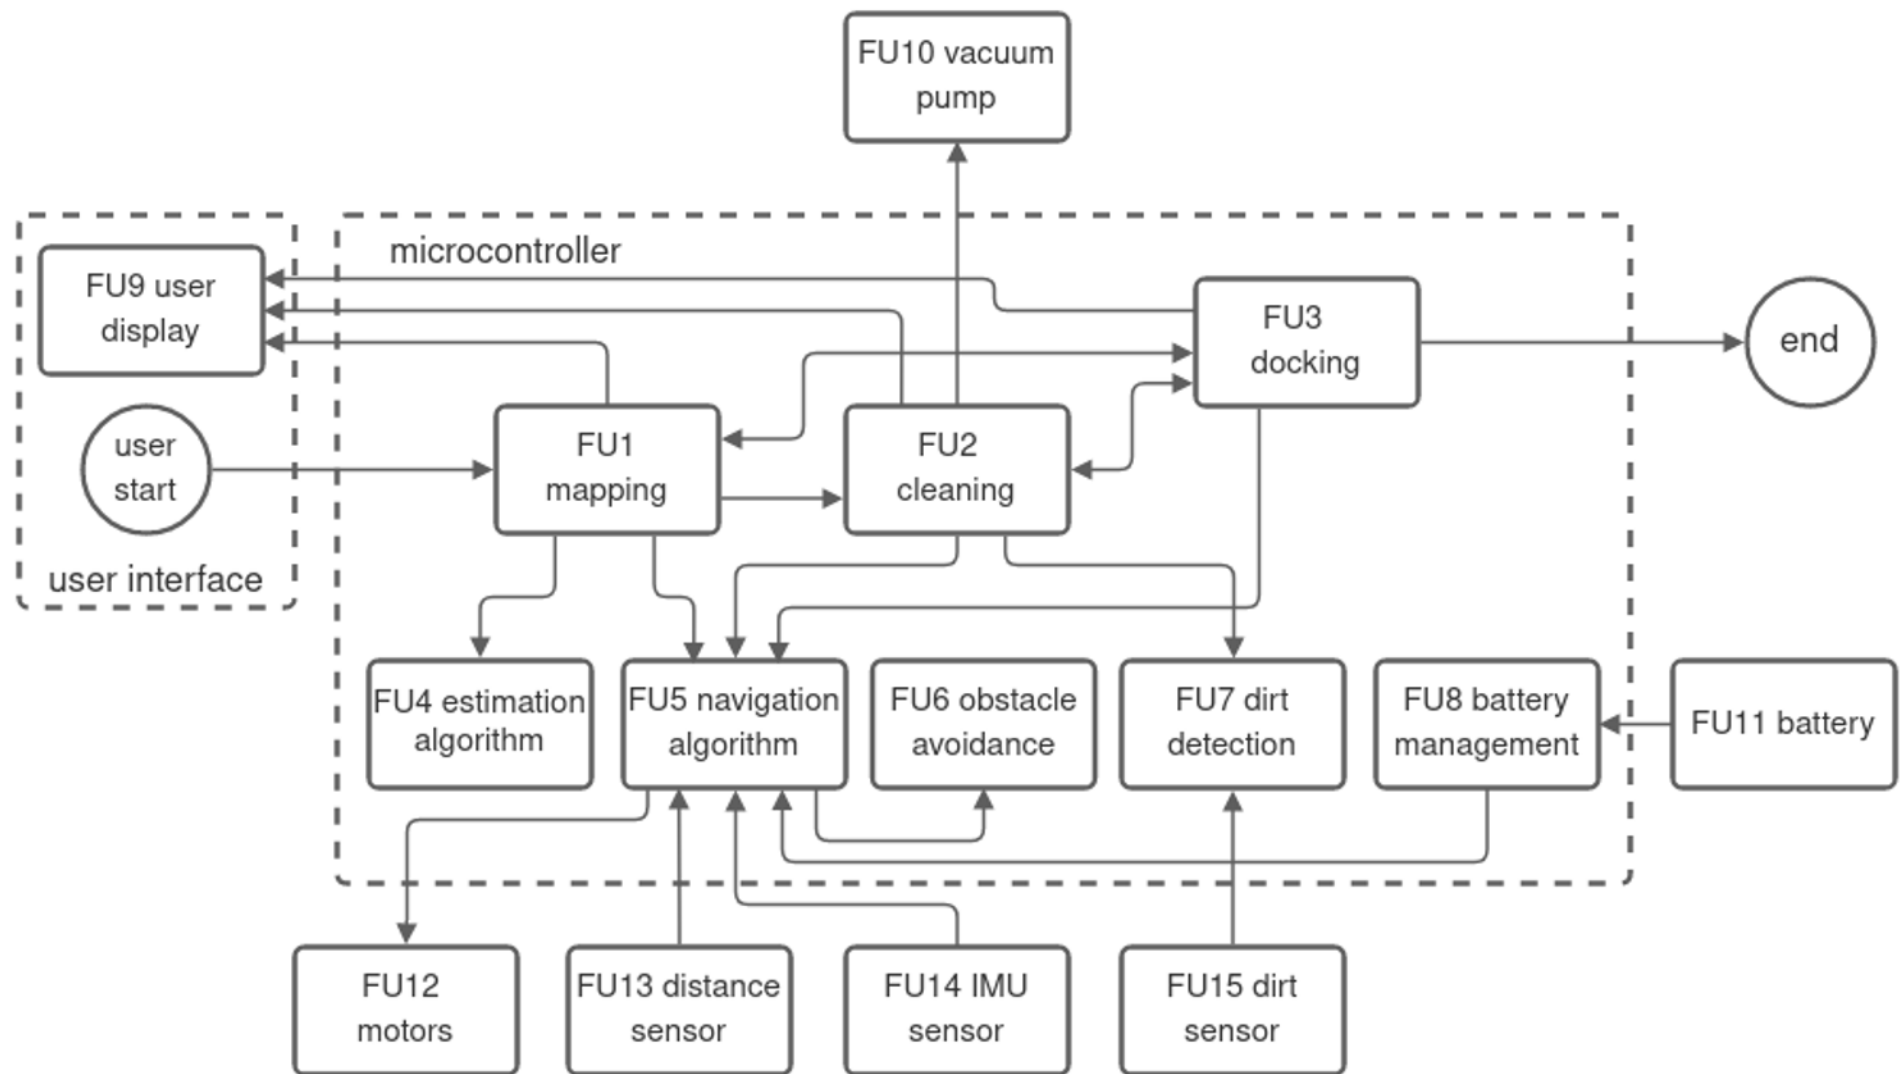 FU10 vacuum
pump
microcontroller
FU9 user
display
FU3
docking
end
user
start
FU1
mapping
FU2
cleaning
user interface
FU4 estimation
algorithm
FU5 navigation
algorithm
FU6 obstacle
avoidance
FU7 dirt
detection
FU8 battery
management
FU11 battery
FU12
motors
FU13 distance
sensor
FU14 IMU
sensor
FU15 dirt
sensor